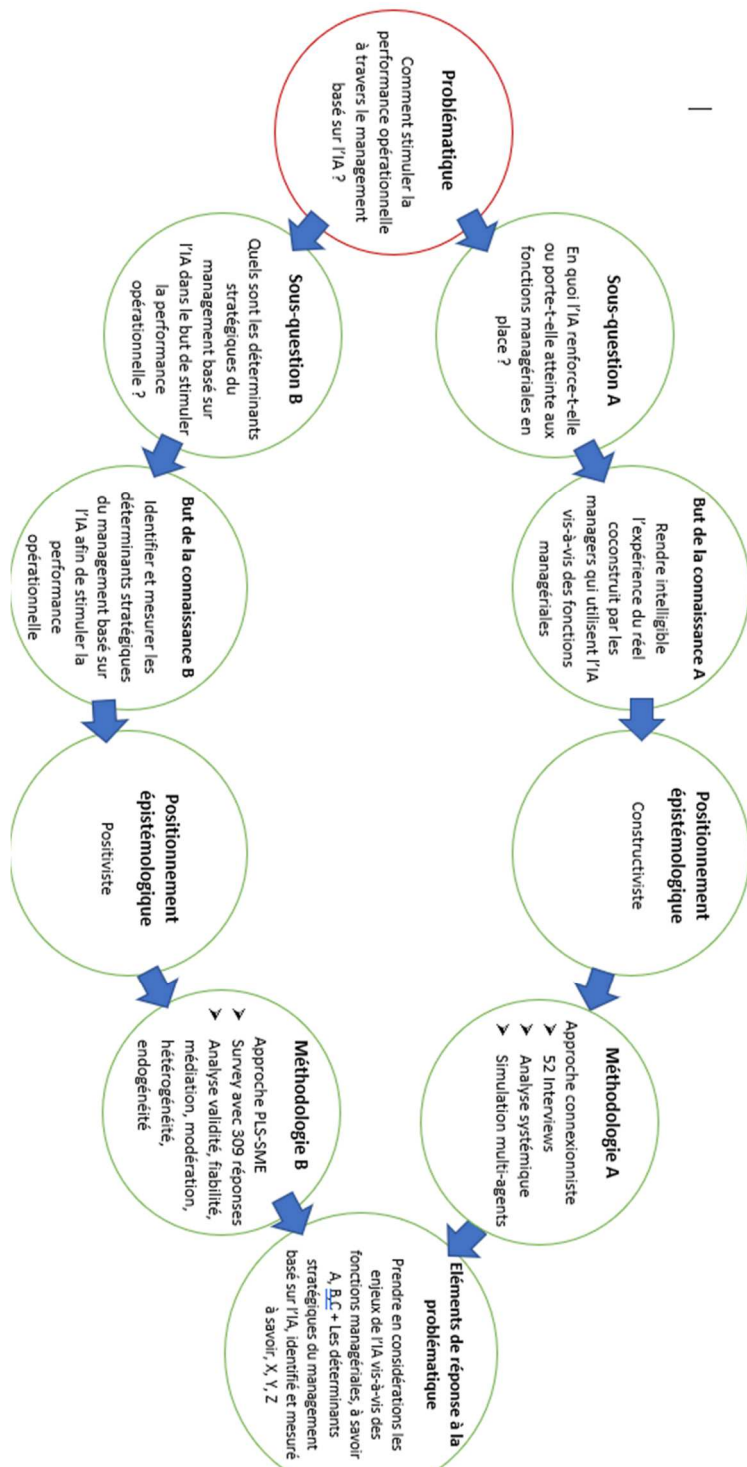 Problématique
Comment stimuler la
performance opérationnelle
à travers le management
basé sur l'IA ?
Sous-question A
En quoi l'IA renforce-t-elle
ou porte-t-elle atteinte aux
fonctions managériales en
place ?
But de la connaissance A
Rendre intelligible
l'expérience du réel
coconstruit par les
managers qui utilisent l'IA
vis-à-vis des fonctions
managériales
Positionnement
épistémologique
Constructiviste
Méthodologie A
Approche connexionniste
➤ 52 Interviews
➤ Analyse systémique
➤ Simulation multi-agents
Sous-question B
Quels sont les déterminants
stratégiques du
management basé sur
l'IA dans le but de stimuler
la performance
opérationnelle ?
But de la connaissance B
Identifier et mesurer les
déterminants stratégiques
du management basé sur
l'IA afin de stimuler la
performance
opérationnelle
Positionnement
épistémologique
Positiviste
Méthodologie B
Approche PLS-SME
➤ Survey avec 309 réponses
➤ Analyse validité, fiabilité,
médiation, modération,
hétérogénéité,
endogénéité
Eléments de réponse à la
problématique
Prendre en considérations les
enjeux de l'IA vis-à-vis des
fonctions managériales, à savoir
A, B,C + Les déterminants
stratégiques du management
basé sur l'IA, identifié et mesuré
à savoir, X, Y, Z